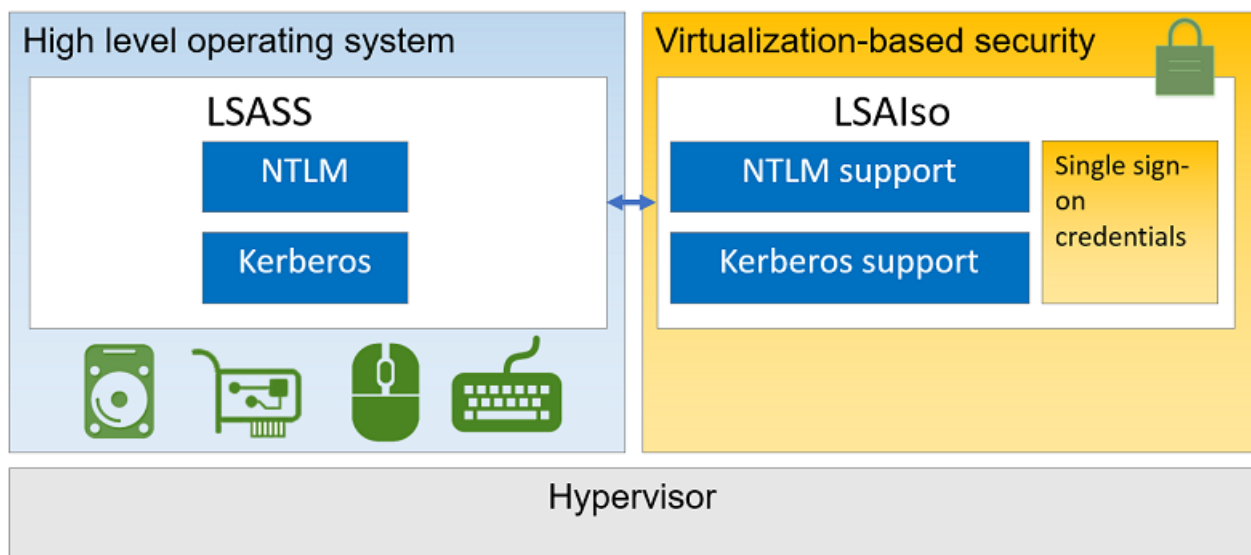 High level operating system
LSASS
NTLM
Kerberos
Virtualization-based security
LSAIso
NTLM support
Kerberos support
Single sign-
on
credentials
Hypervisor